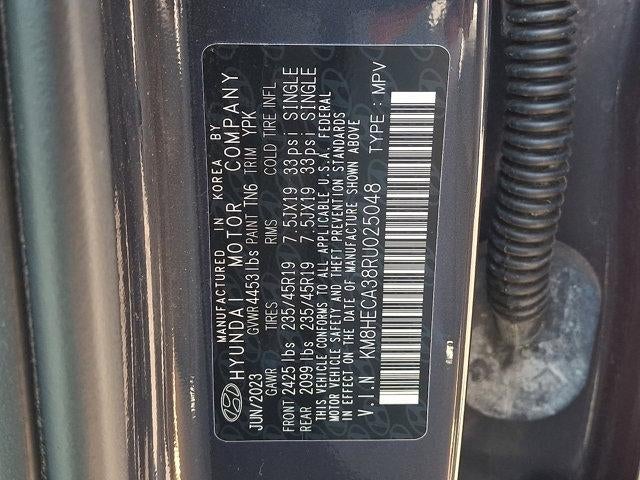 MANUFACTURED IN KOREA BY
HYUNDAI MOTOR COMPANY
JUN/2023 GVWR 4453 lbs PAINT TN6 TRIM YPK
GAWR TIRES RIMS COLD TIRE INFL
FRONT 2425 lbs 235/45R19 7.5JX19 33 psi SINGLE
REAR 2099 lbs 235/45R19 7.5JX19 33 psi SINGLE
THIS VEHICLE CONFORMS TO ALL APPLICABLE U.S.A. FEDERAL
MOTOR VEHICLE SAFETY AND THEFT PREVENTION STANDARDS
IN EFFECT ON THE DATE OF MANUFACTURE SHOWN ABOVE
V.I.N KM8HECA38RU025048 TYPE : MPV